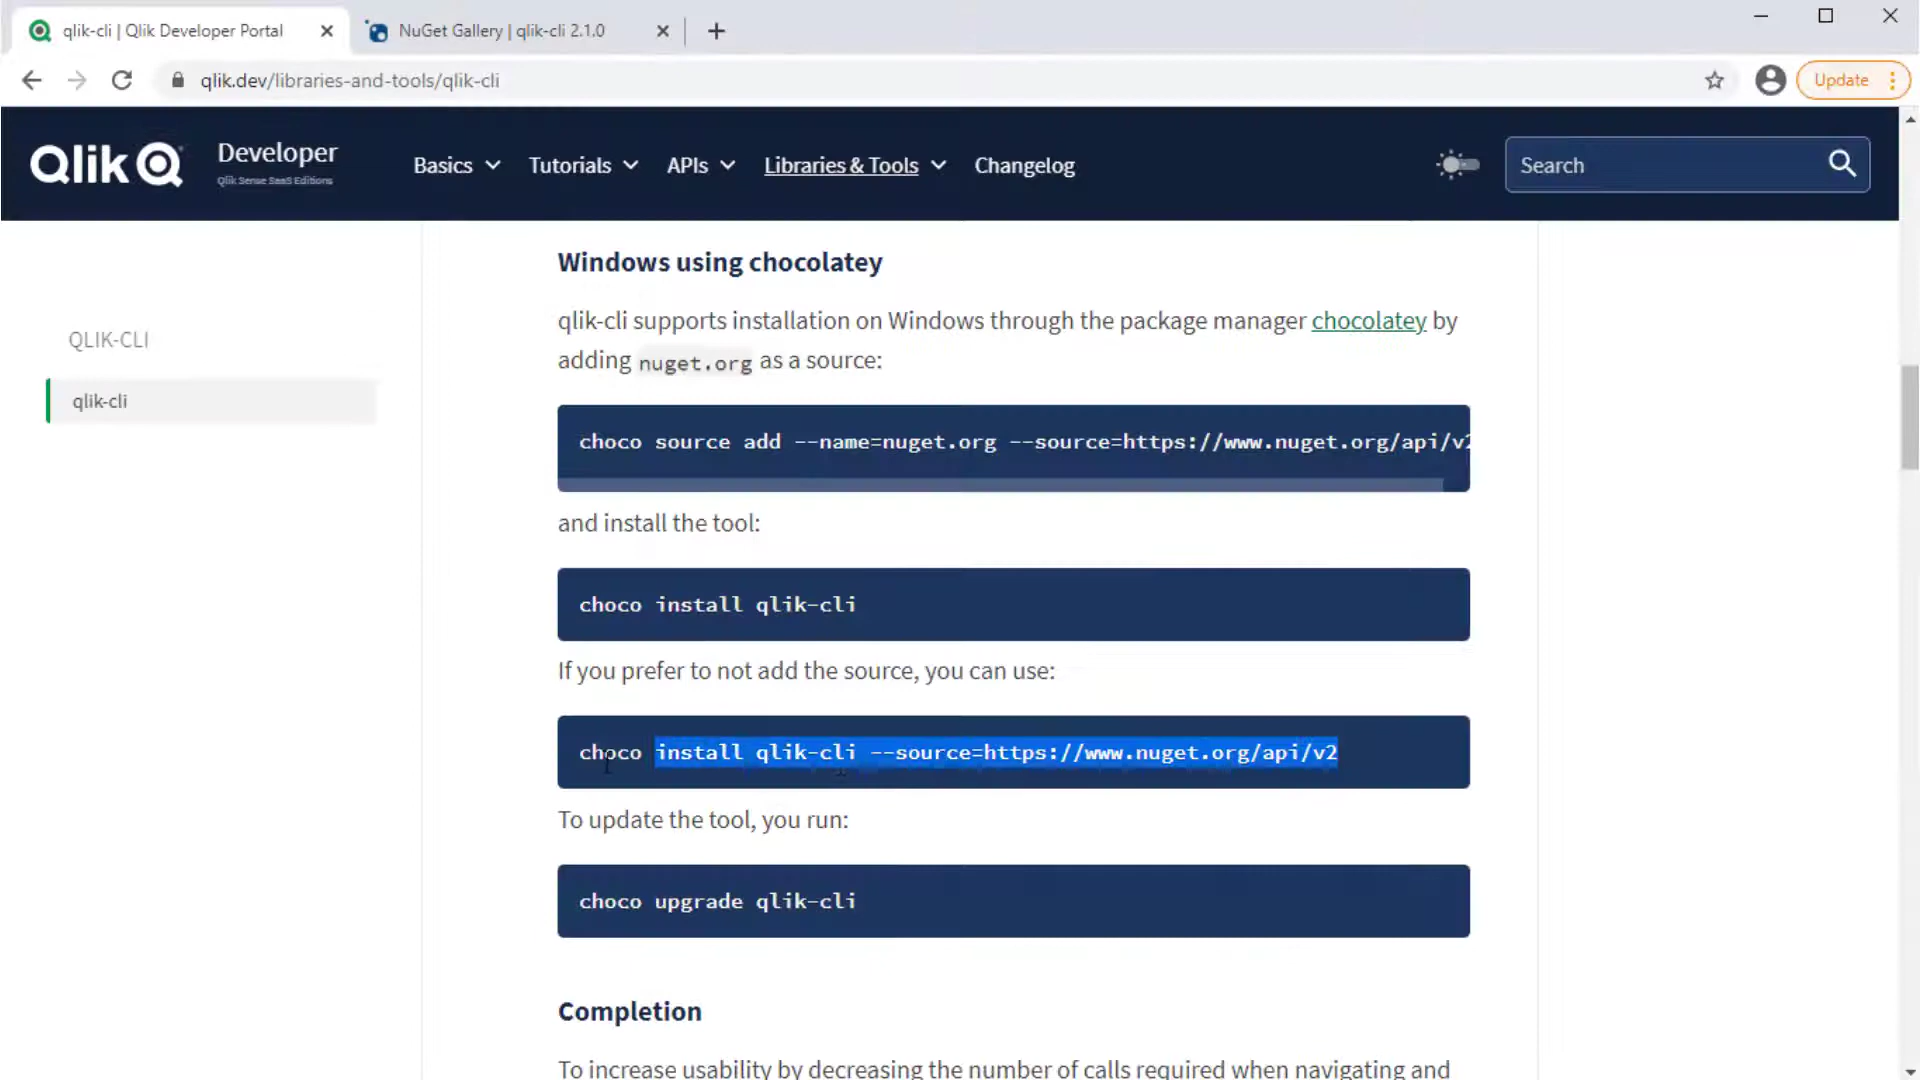 qlik-cli | Qlik Developer Portal
NuGet Gallery | qlik-cli 2.1.0
qlik.dev/libraries-and-tools/qlik-cli
Update
Qlik
Developer
Qlik Sense SaaS Editions
Basics
Tutorials
APIs
Libraries & Tools
Changelog
Search
QLIK-CLI
qlik-cli
Windows using chocolatey
qlik-cli supports installation on Windows through the package manager chocolatey by
adding nuget.org as a source:
choco source add --name=nuget.org --source=https://www.nuget.org/api/v2
and install the tool:
choco install qlik-cli
If you prefer to not add the source, you can use:
choco install qlik-cli --source=https://www.nuget.org/api/v2
To update the tool, you run:
choco upgrade qlik-cli
Completion
To increase usability by decreasing the number of calls required when navigating and